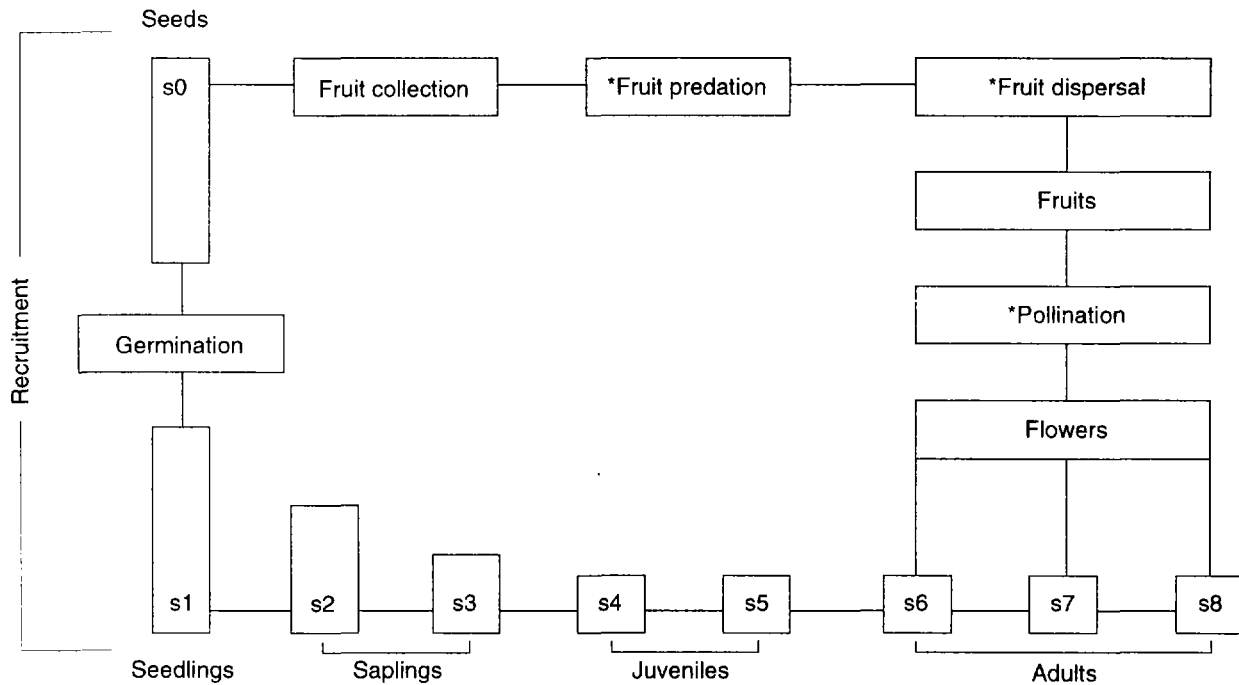 Seeds
s0
Fruit collection
*Fruit predation
*Fruit dispersal
Fruits
Recruitment
Germination
*Pollination
Flowers
s1
s2
s3
s4
s5
s6
s7
s8
Seedlings
Saplings
Juveniles
Adults